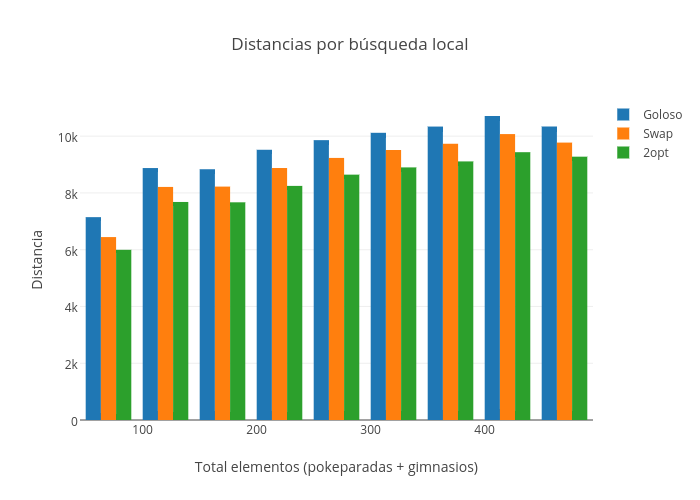 Distancias por búsqueda local
Goloso
Swap
2opt
Distancia
10k
8k
6k
4k
2k
0
100 200 300 400
Total elementos (pokeparadas + gimnasios)